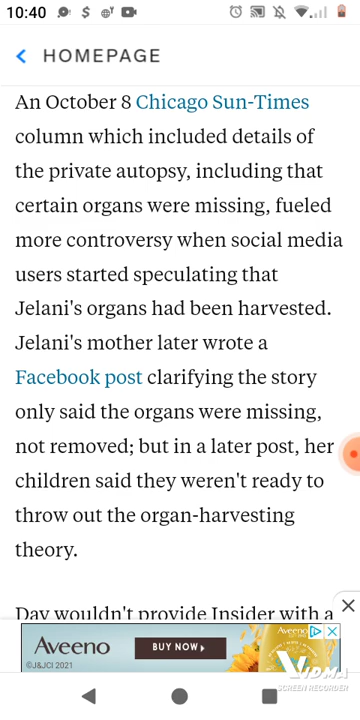 10:40
HOMEPAGE
An October 8 Chicago Sun-Times
column which included details of
the private autopsy, including that
certain organs were missing, fueled
more controversy when social media
users started speculating that
Jelani's organs had been harvested.
Jelani's mother later wrote a
Facebook post clarifying the story
only said the organs were missing,
not removed; but in a later post, her
children said they weren't ready to
throw out the organ-harvesting
theory.
Day wouldn't provide Insider with a
Aveeno
BUY NOW
Aveeno
©J&JCI 2021
VIDMA
SCREEN RECORDER